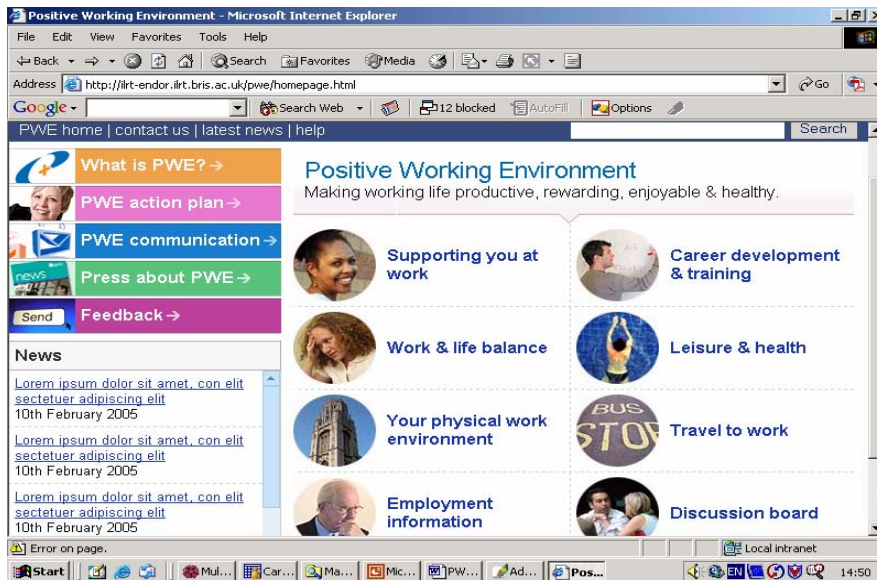 Positive Working Environment - Microsoft Internet Explorer
File Edit View Favorites Tools Help
Back Search Favorites Media
Address http://ilrt-endor.ilrt.bris.ac.uk/pwe/homepage.html Go
Google Search Web 12 blocked AutoFill Options
PWE home | contact us | latest news | help Search
What is PWE?
PWE action plan
PWE communication
Press about PWE
news
Feedback
Send
News
Lorem ipsum dolor sit amet, con elit
sectetuer adipiscing elit
10th February 2005
Lorem ipsum dolor sit amet, con elit
sectetuer adipiscing elit
10th February 2005
Lorem ipsum dolor sit amet, con elit
sectetuer adipiscing elit
10th February 2005
Positive Working Environment
Making working life productive, rewarding, enjoyable & healthy.
Supporting you at
work
Career development
& training
Work & life balance
Leisure & health
Your physical work
environment
BUS
STOP
Travel to work
Employment
information
Discussion board
Error on page. Local intranet
Start Mul... Car... Ma... Mic... PW... Ad... Pos... EN 14:50